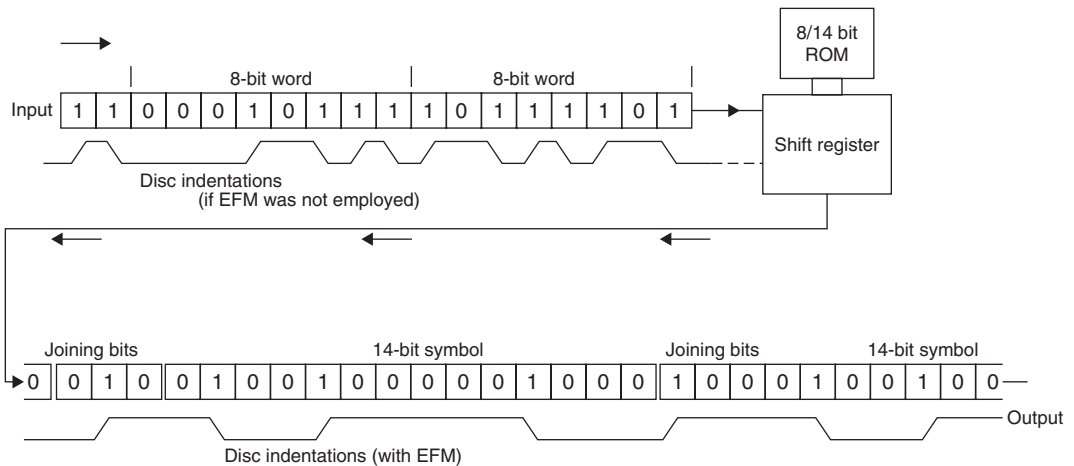 8/14 bit
ROM
8-bit word 8-bit word
Input 1 1 0 0 0 1 0 1 1 1 1 0 1 1 1 1 0 1
Shift register
Disc indentations
(if EFM was not employed)
Joining bits 14-bit symbol Joining bits 14-bit symbol
0 0 1 0 0 1 0 0 1 0 0 0 0 0 1 0 0 0 1 0 0 0 1 0 0 1 0 0
Output
Disc indentations (with EFM)